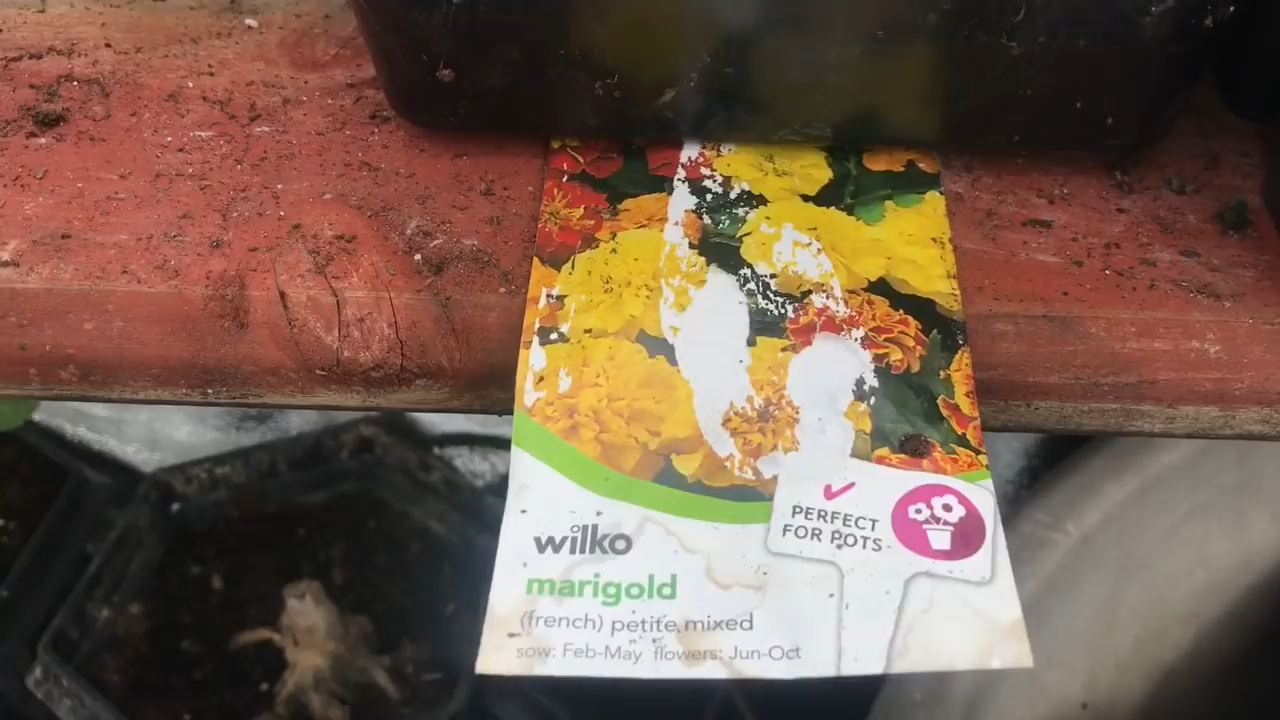 PERFECT
FOR POTS
wilko
marigold
(french) petite mixed
sow: Feb-May flowers: Jun-Oct